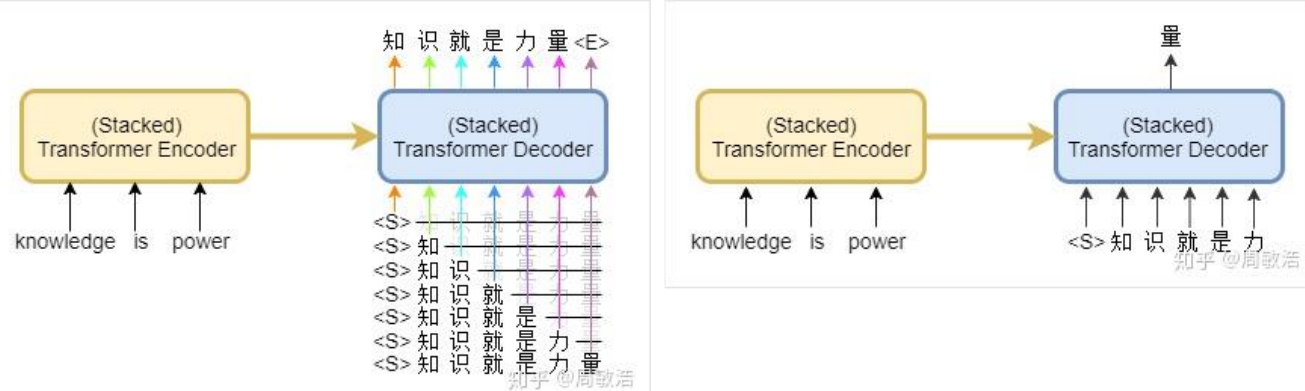 知 识 就 是 力 量 <E>
(Stacked)
Transformer Encoder
(Stacked)
Transformer Decoder
knowledge is power
<S> 知 识 就 是 力 量
<S> 知 识 就 是 力 量
<S> 知 识 就 是 力 量
<S> 知 识 就 是 力 量
<S> 知 识 就 是 力 量
<S> 知 识 就 是 力 量
<S> 知 识 就 是 力 量
知乎 @周敏浩
量
(Stacked)
Transformer Encoder
(Stacked)
Transformer Decoder
knowledge is power
<S> 知 识 就 是 力
知乎 @周敏浩